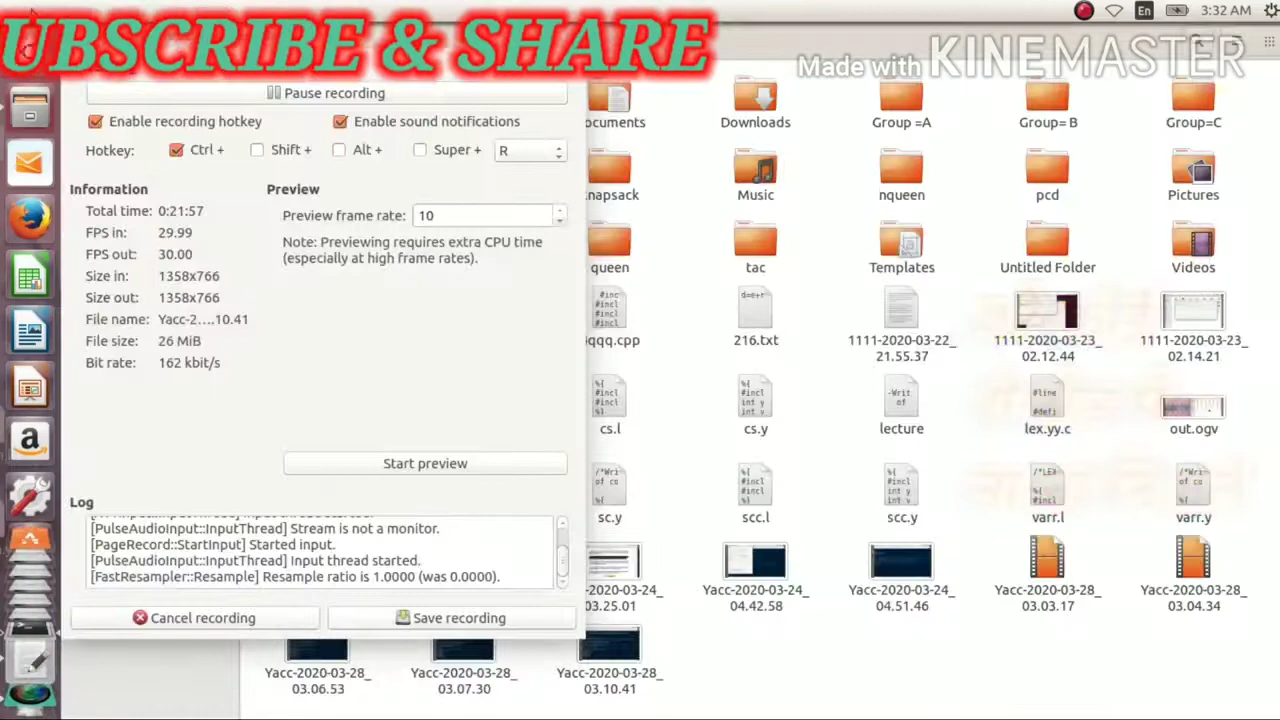 UBSCRIBE & SHARE
En
3:32 AM
Made with KINEMASTER
Pause recording
Enable recording hotkey
Enable sound notifications
Hotkey:
Ctrl +
Shift +
Alt +
Super +
R
Information
Total time: 0:21:57
FPS in: 29.99
FPS out: 30.00
Size in: 1358x766
Size out: 1358x766
File name: Yacc-2....10.41
File size: 26 MiB
Bit rate: 162 kbit/s
Preview
Preview frame rate: 10
Note: Previewing requires extra CPU time
(especially at high frame rates).
Start preview
Log
[PulseAudioInput::InputThread] Stream is not a monitor.
[PageRecord::StartInput] Started input.
[PulseAudioInput::InputThread] Input thread started.
[FastResampler::Resample] Resample ratio is 1.0000 (was 0.0000).
Cancel recording
Save recording
ocuments
Downloads
Group =A
Group= B
Group=C
knapsack
Music
nqueen
pcd
Pictures
queen
tac
Templates
Untitled Folder
Videos
qqq.cpp
216.txt
1111-2020-03-22_
21.55.37
1111-2020-03-23_
02.12.44
1111-2020-03-23_
02.14.21
cs.l
cs.y
lecture
lex.yy.c
out.ogv
sc.y
scc.l
scc.y
varr.l
varr.y
-2020-03-24_
03.25.01
Yacc-2020-03-24_
04.42.58
Yacc-2020-03-24_
04.51.46
Yacc-2020-03-28_
03.03.17
Yacc-2020-03-28_
03.04.34
Yacc-2020-03-28_
03.06.53
Yacc-2020-03-28_
03.07.30
Yacc-2020-03-28_
03.10.41